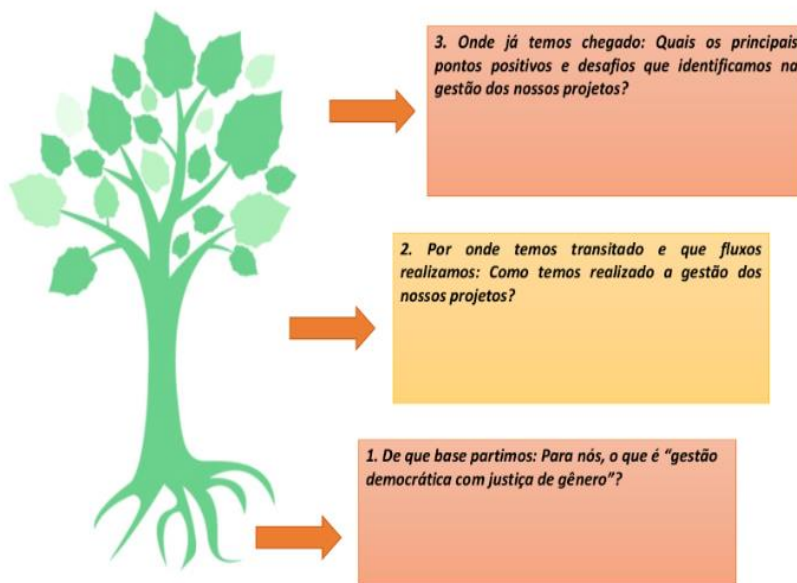 3. Onde já temos chegado: Quais os principais
pontos positivos e desafios que identificamos na
gestão dos nossos projetos?
2. Por onde temos transitado e que fluxos
realizamos: Como temos realizado a gestão dos
nossos projetos?
1. De que base partimos: Para nós, o que é “gestão
democrática com justiça de gênero”?